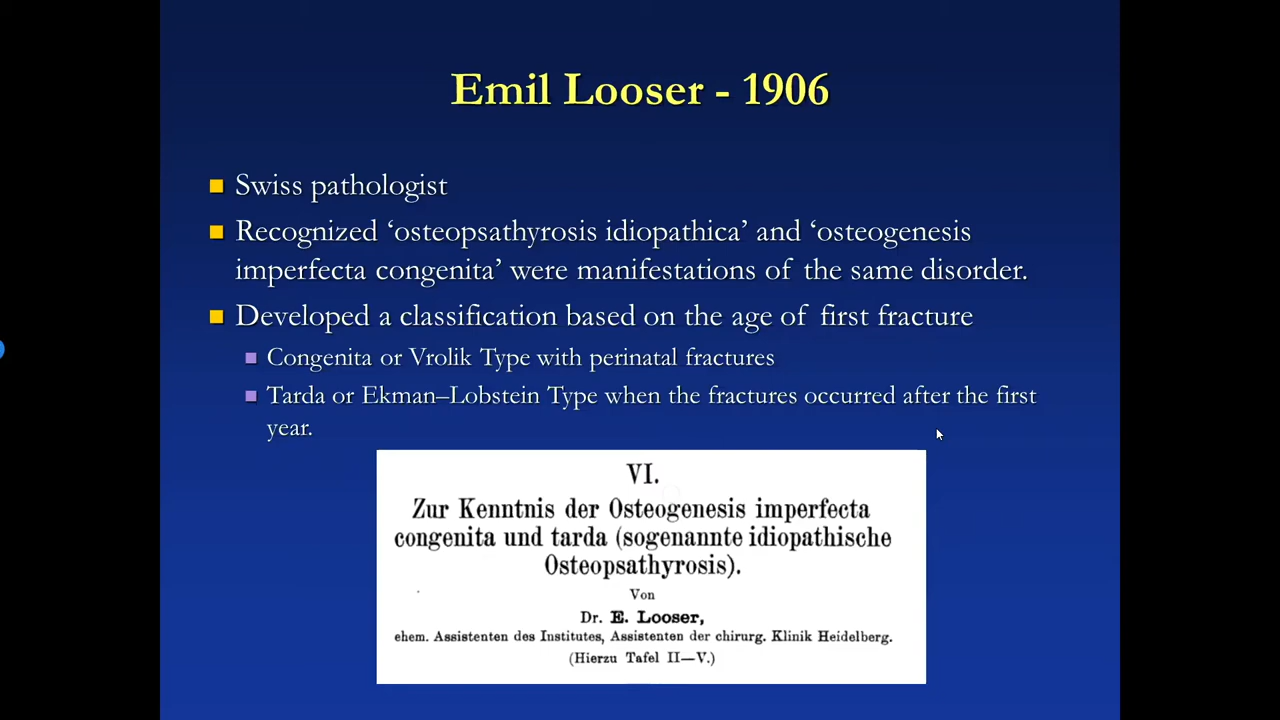 Emil Looser - 1906
Swiss pathologist
Recognized ‘osteopsathyrosis idiopathica’ and ‘osteogenesis
imperfecta congenita’ were manifestations of the same disorder.
Developed a classification based on the age of first fracture
Congenita or Vrolik Type with perinatal fractures
Tarda or Ekman–Lobstein Type when the fractures occurred after the first
year.
VI.
Zur Kenntnis der Osteogenesis imperfecta
congenita und tarda (sogenannte idiopathische
Osteopsathyrosis).
Von
Dr. E. Looser,
ehem. Assistenten des Institutes, Assistenten der chirurg. Klinik Heidelberg.
(Hierzu Tafel II—V.)